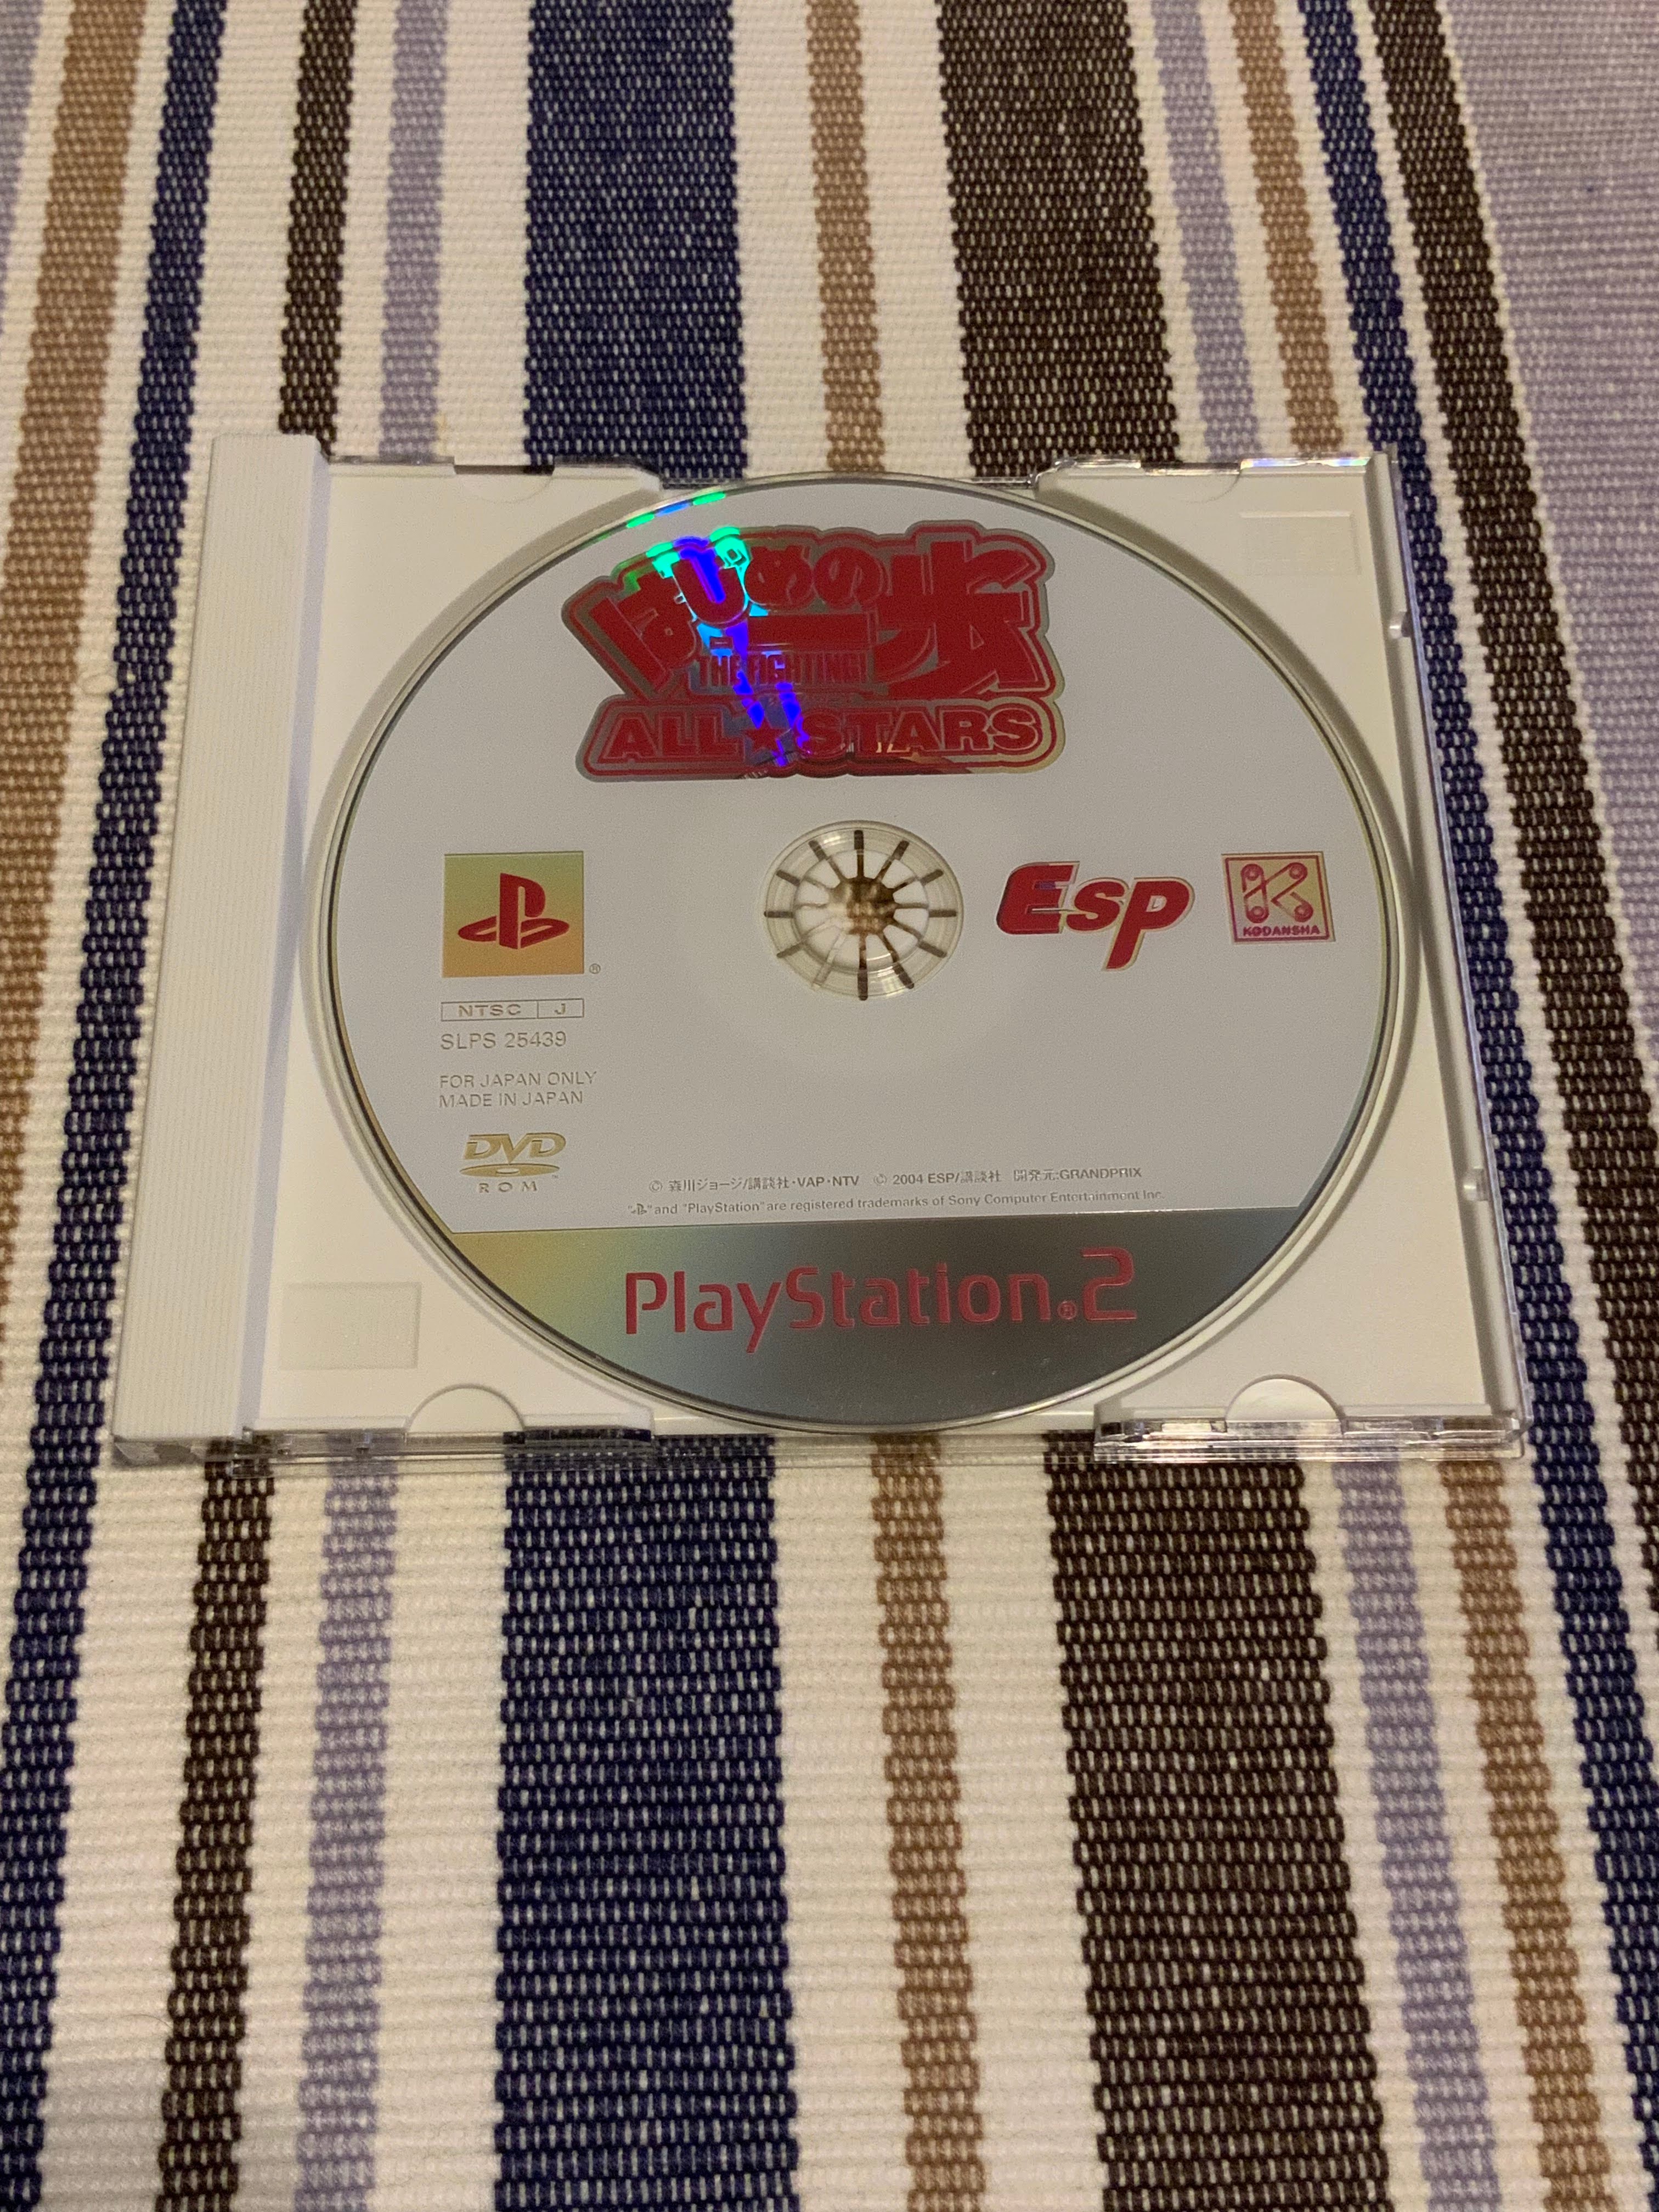 はじめの一歩
THE FIGHTING!
ALL★STARS
Esp
KODANSHA
®
NTSC J
SLPS 25439
FOR JAPAN ONLY
MADE IN JAPAN
DVD
ROM
© 森川ジョージ/講談社・VAP・NTV © 2004 ESP/講談社 開発元:GRANDPRIX
" "and "PlayStation" are registered trademarks of Sony Computer Entertainment Inc.
PlayStation®2